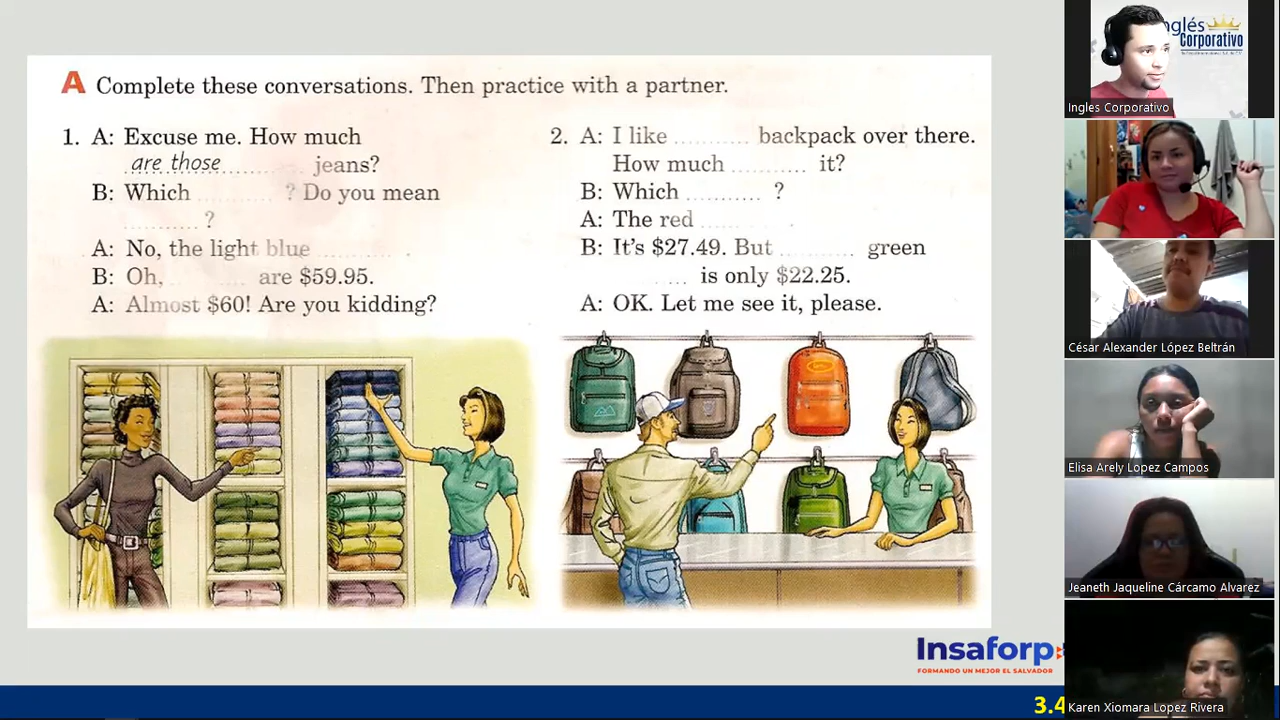 A Complete these conversations. Then practice with a partner.
1. A: Excuse me. How much
are those jeans?
B: Which ........... ? Do you mean
........... ?
A: No, the light blue ........... .
B: Oh, ........... are $59.95.
A: Almost $60! Are you kidding?
2. A: I like ........... backpack over there.
How much ........... it?
B: Which ........... ?
A: The red ........... .
B: It's $27.49. But ........... green
........... is only $22.25.
A: OK. Let me see it, please.
Insaforp
FORMANDO UN MEJOR EL SALVADOR
3.4
Inglés
Corporativo
Ingles Corporativo
César Alexander López Beltrán
Elisa Arely Lopez Campos
Jeaneth Jaqueline Cárcamo Alvarez
Karen Xiomara Lopez Rivera